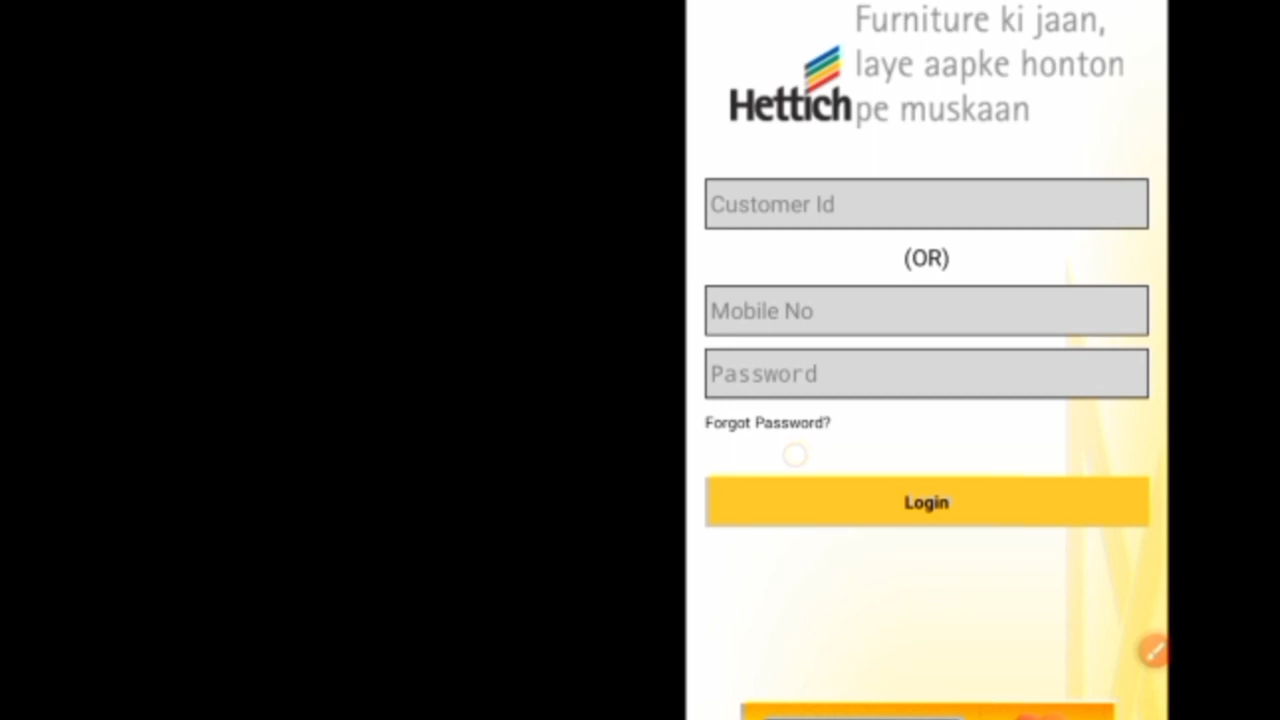 Furniture ki jaan,
laye aapke honton
pe muskaan
Hettich
Customer Id
(OR)
Mobile No
Password
Forgot Password?
Login